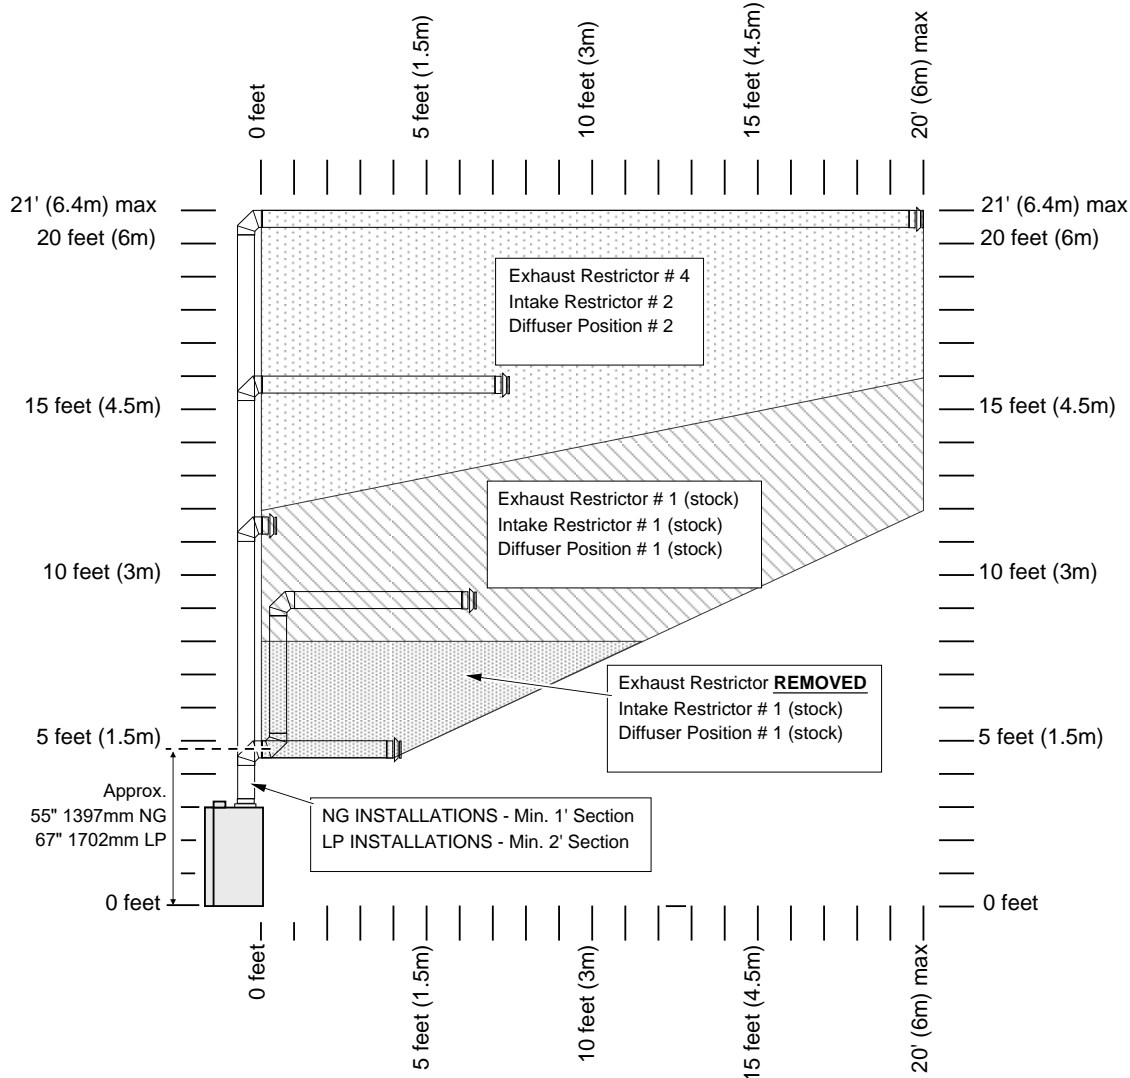 0 feet
5 feet (1.5m)
10 feet (3m)
15 feet (4.5m)
20' (6m) max
21' (6.4m) max
21' (6.4m) max
20 feet (6m)
20 feet (6m)
Exhaust Restrictor # 4
Intake Restrictor # 2
Diffuser Position # 2
15 feet (4.5m)
15 feet (4.5m)
Exhaust Restrictor # 1 (stock)
Intake Restrictor # 1 (stock)
Diffuser Position # 1 (stock)
10 feet (3m)
10 feet (3m)
Exhaust Restrictor REMOVED
Intake Restrictor # 1 (stock)
Diffuser Position # 1 (stock)
5 feet (1.5m)
5 feet (1.5m)
Approx.
55" 1397mm NG
67" 1702mm LP
NG INSTALLATIONS - Min. 1' Section
LP INSTALLATIONS - Min. 2' Section
0 feet
0 feet
0 feet
5 feet (1.5m)
10 feet (3m)
15 feet (4.5m)
20' (6m) max